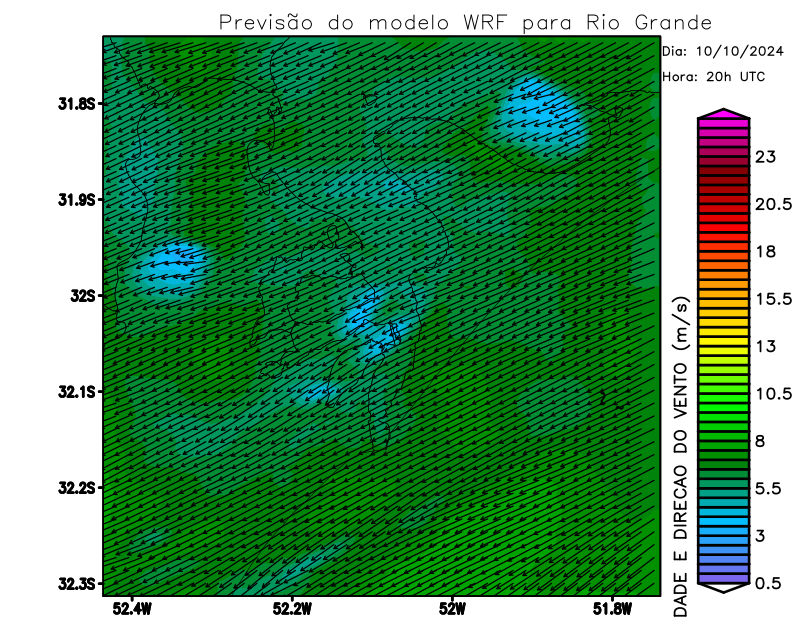 Previsão do modelo WRF para Rio Grande
Dia: 10/10/2024
Hora: 20h UTC
31.8S
31.9S
32S
32.1S
32.2S
32.3S
52.4W
52.2W
52W
51.8W
DADE E DIRECAO DO VENTO (m/s)
23
20.5
18
15.5
13
10.5
8
5.5
3
0.5